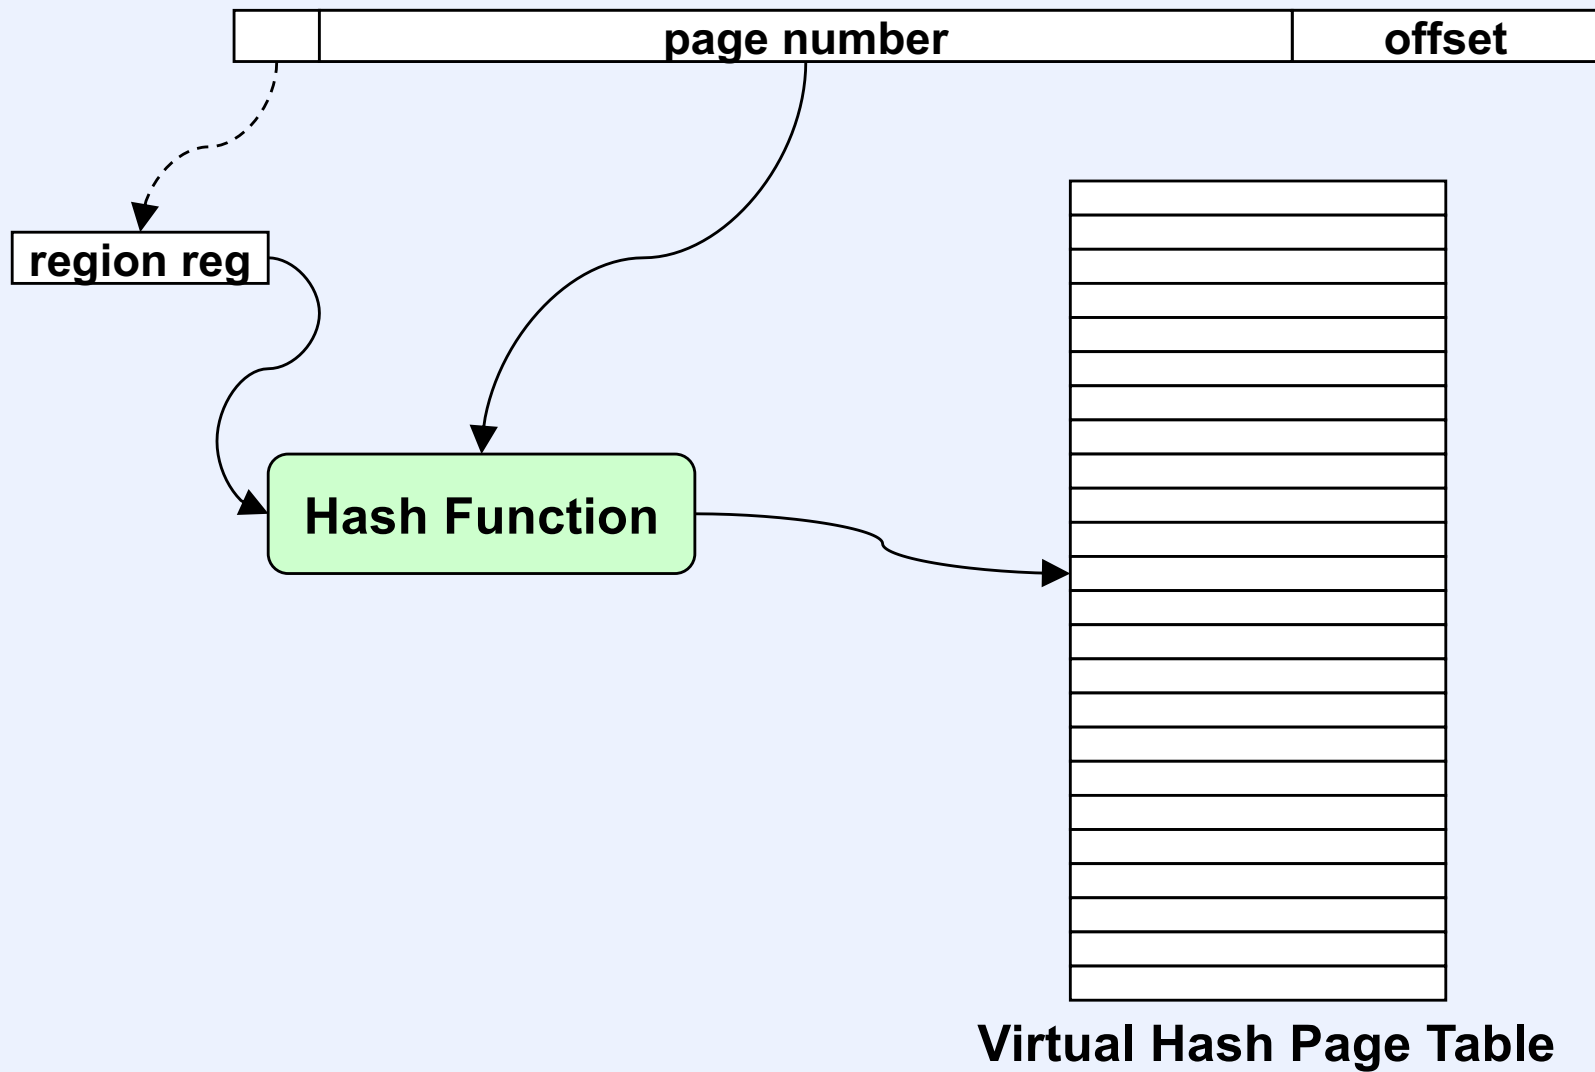 page number
offset
region reg
Hash Function
Virtual Hash Page Table